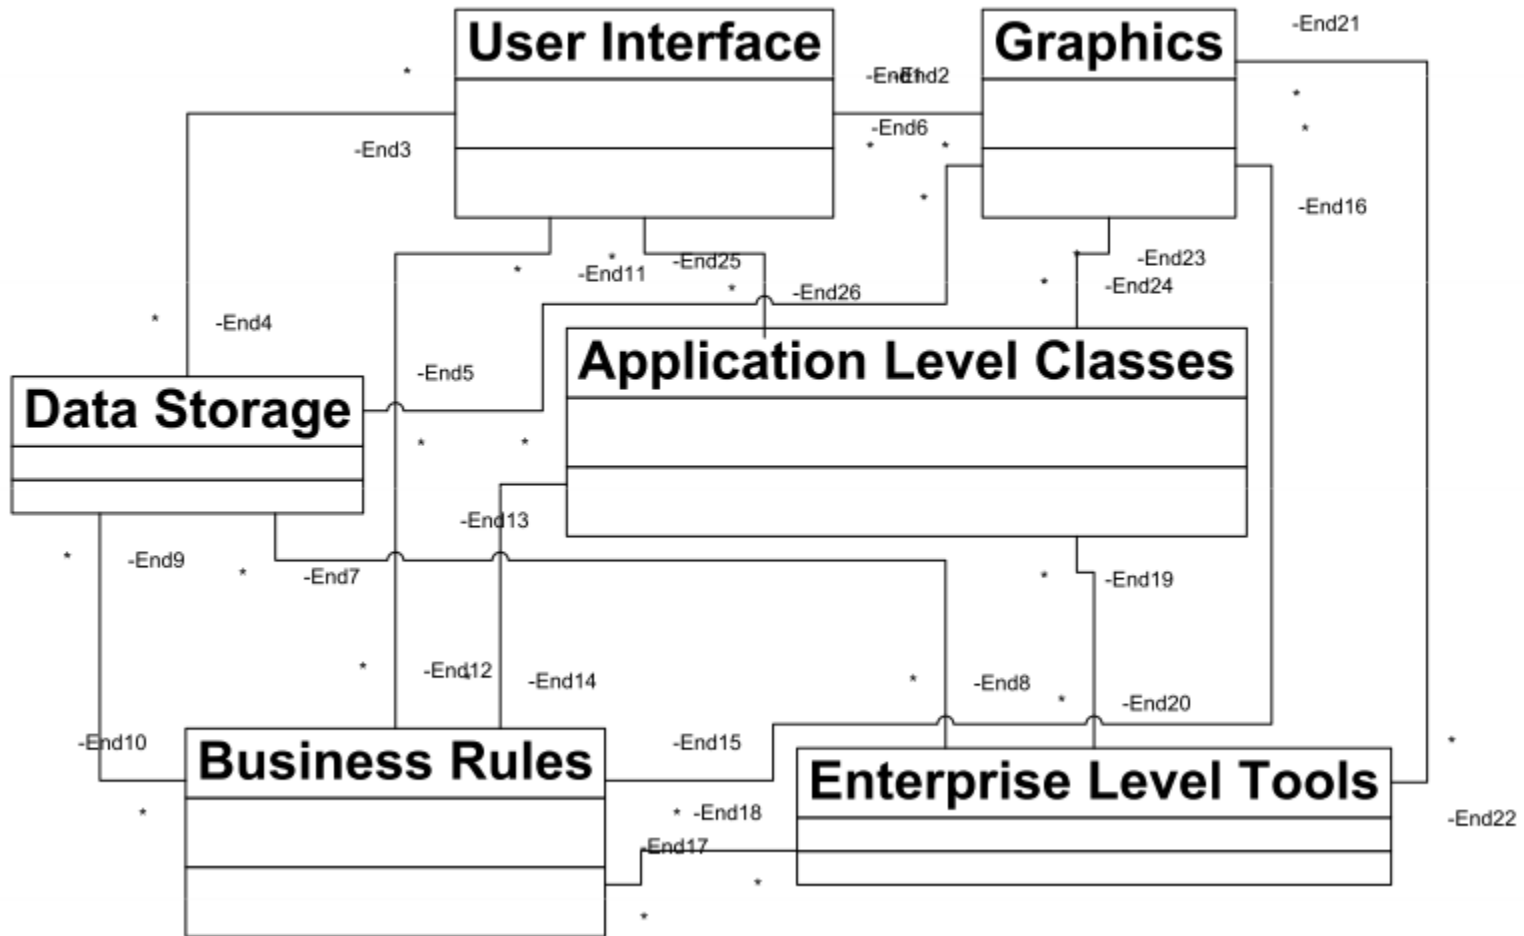 User Interface
Graphics
-End21
*
-End1
-End2
*
-End3
-End6
*
*
*
*
*
-End16
*
-End25
-End11
*
*
-End23
*
-End26
*
-End24
*
-End4
-End5
Application Level Classes
Data Storage
*
*
-End13
*
-End9
*
-End7
*
-End19
*
-End12
*
-End14
*
-End8
*
-End20
-End10
-End15
*
Business Rules
Enterprise Level Tools
*
*
-End18
-End22
-End17
*
*